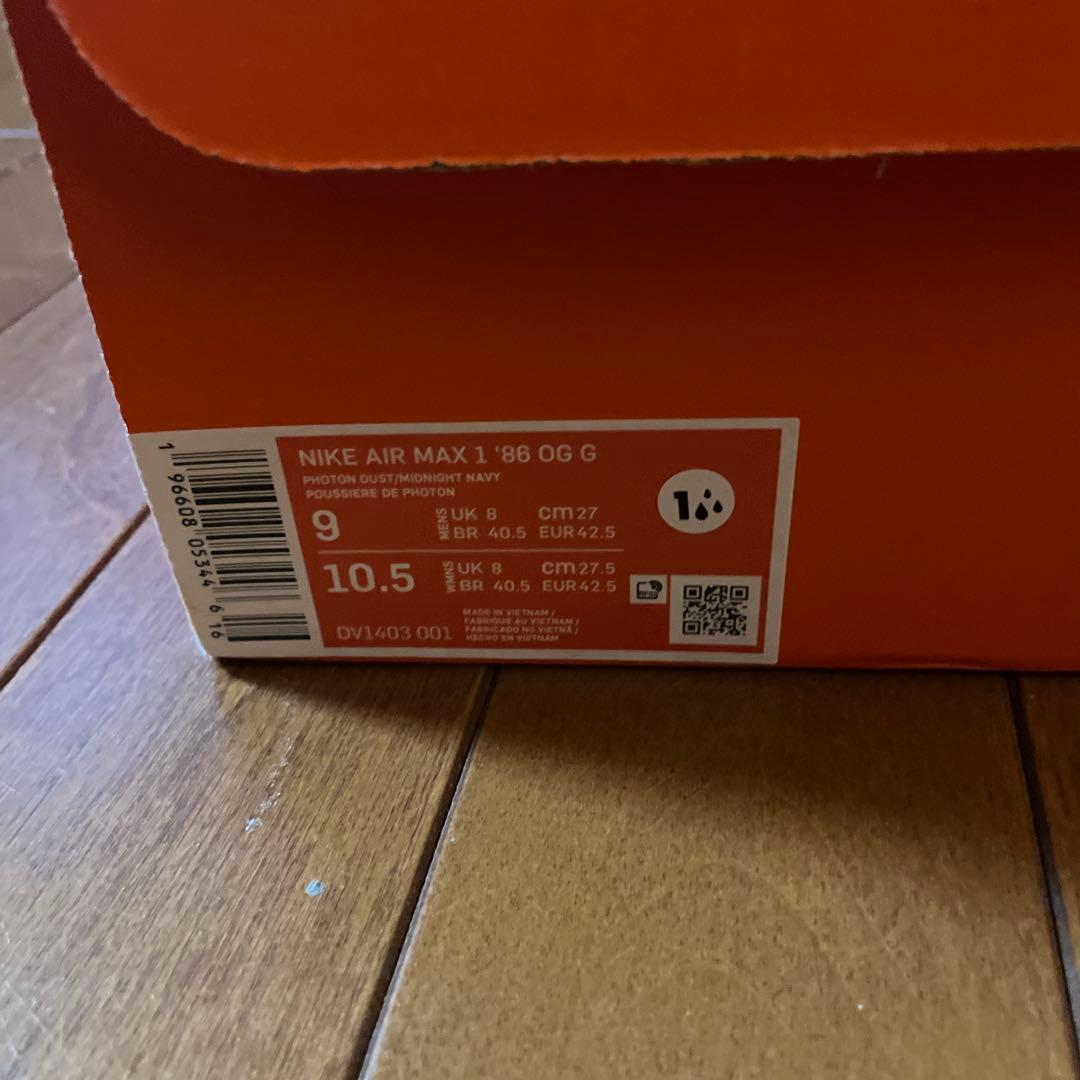 NIKE AIR MAX 1 '86 OG G
PHOTON DUST/MIDNIGHT NAVY
POUSSIERE DE PHOTON
9 MENS UK 8 cm 27
BR 40.5 EUR 42.5
10.5 WMNS UK 8 cm 27.5
BR 40.5 EUR 42.5
DV1403 001
MADE IN VIETNAM /
FABRIQUE AU VIETNAM /
FABRICADO NO VIETNÃ /
HECHO EN VIETNAM
1
1 96608 05344 6 16